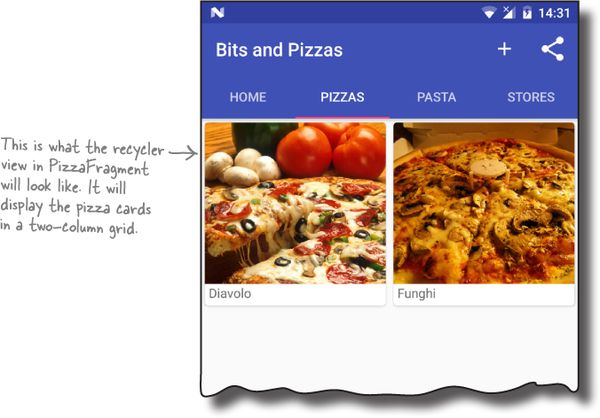 14:31
Bits and Pizzas
HOME PIZZAS PASTA STORES
This is what the recycler
view in PizzaFragment
will look like. It will
display the pizza cards
in a two-column grid.
Diavolo
Funghi